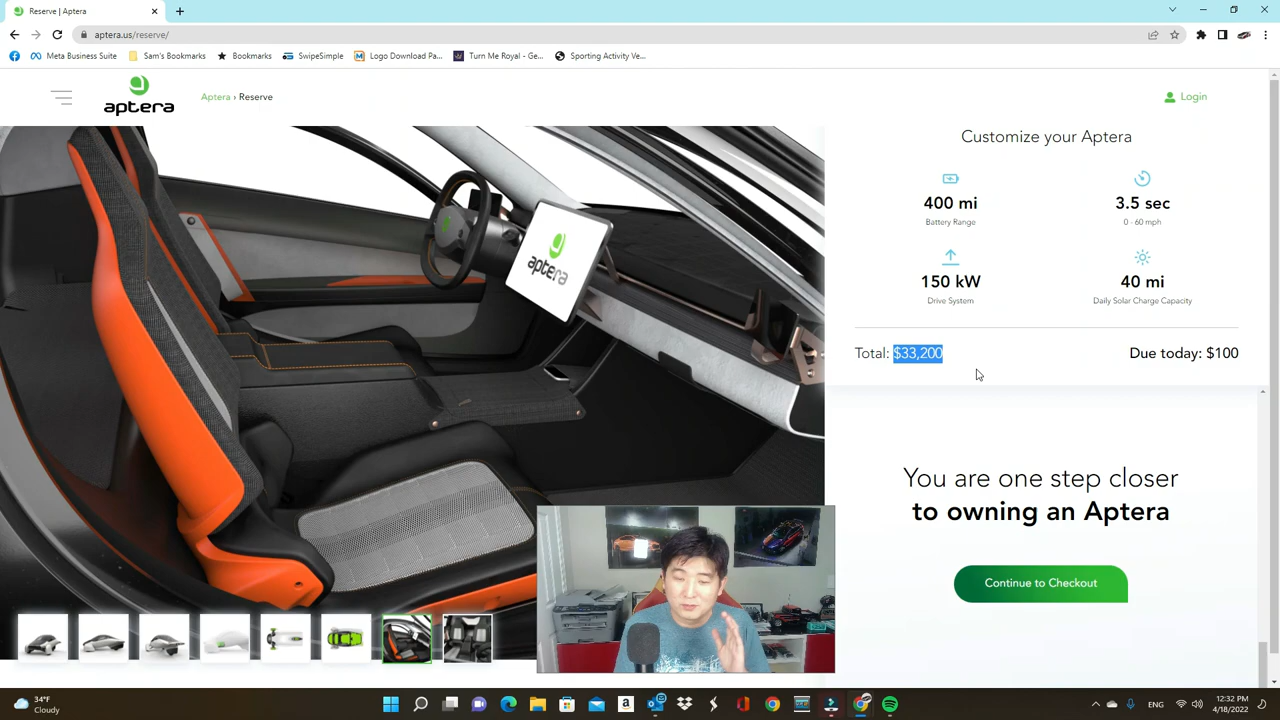 Reserve | Aptera
aptera.us/reserve/
Meta Business Suite
Sam's Bookmarks
Bookmarks
SwipeSimple
Logo Download Pa...
Turn Me Royal - Ge...
Sporting Activity Ve...
aptera
Aptera › Reserve
Login
Customize your Aptera
400 mi
Battery Range
3.5 sec
0 - 60 mph
150 kW
Drive System
40 mi
Daily Solar Charge Capacity
Total: $33,200
Due today: $100
aptera
You are one step closer
to owning an Aptera
Continue to Checkout
34°F
Cloudy
ENG
12:32 PM
4/18/2022